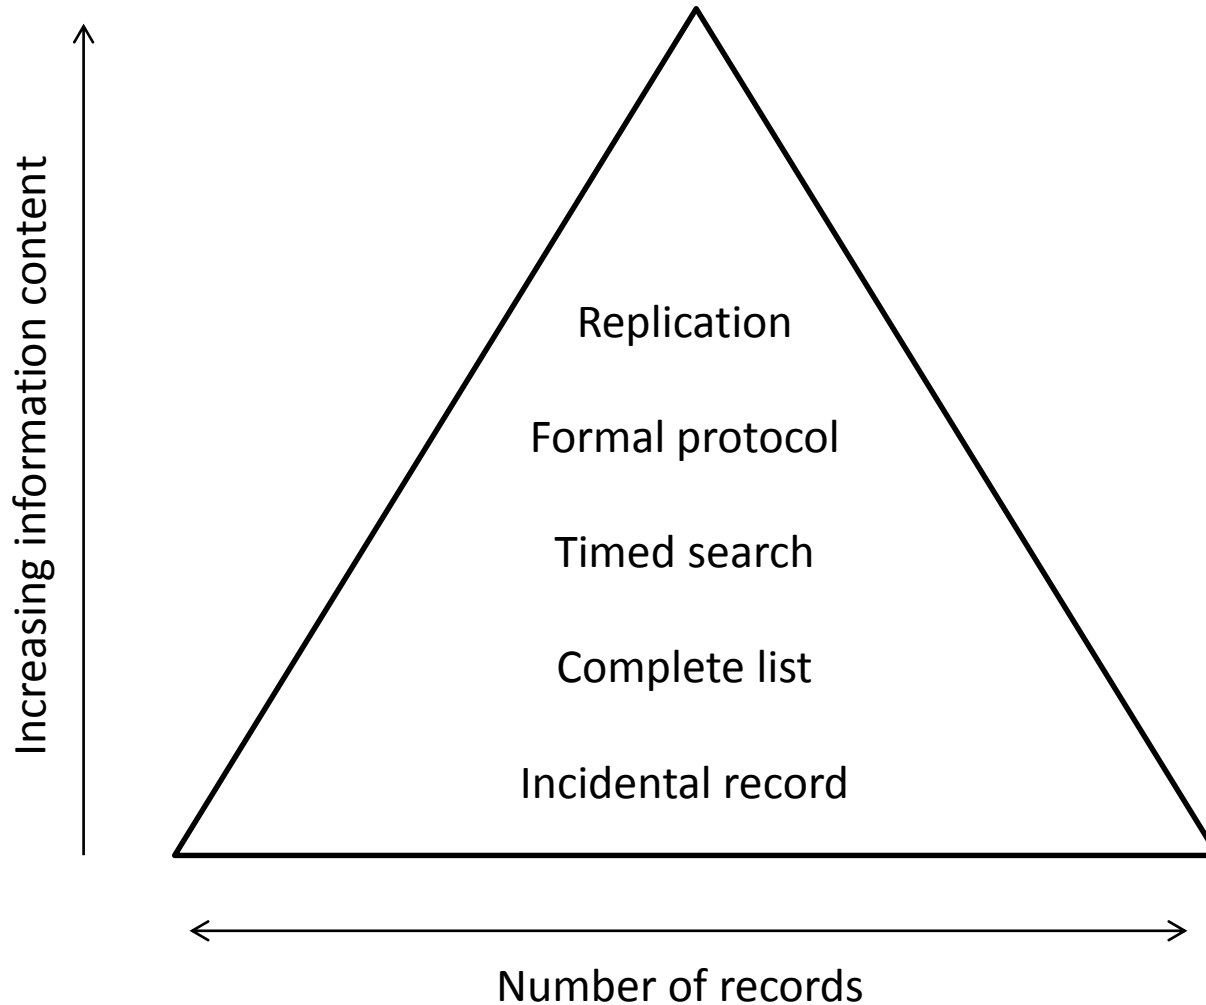 Increasing information content
Replication
Formal protocol
Timed search
Complete list
Incidental record
Number of records